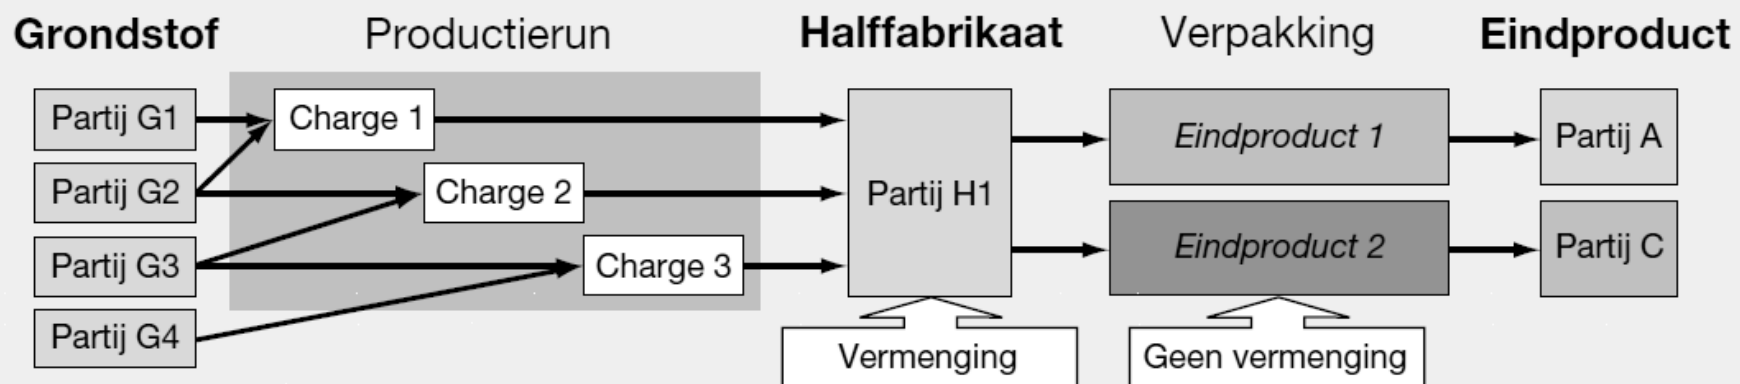 Grondstof Productierun Halffabrikaat Verpakking Eindproduct
Partij G1
Charge 1
Partij G2
Charge 2
Partij G3
Charge 3
Partij G4
Partij H1
Eindproduct 1
Partij A
Eindproduct 2
Partij C
Vermenging
Geen vermenging